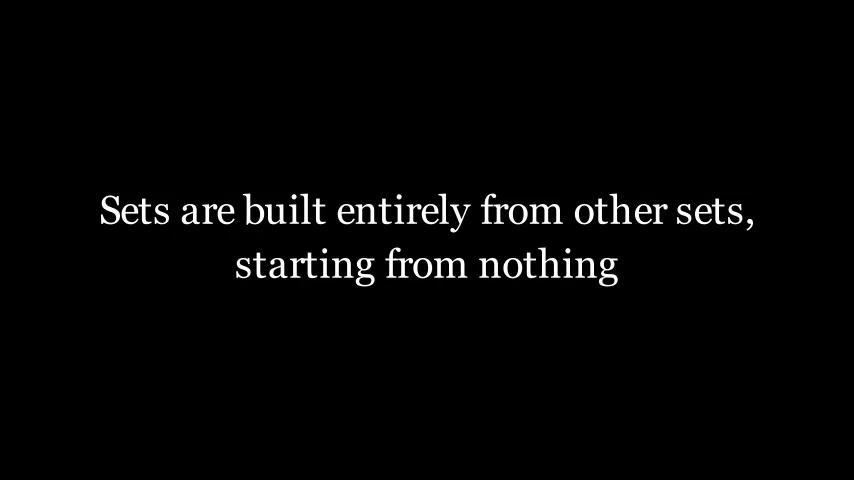 Sets are built entirely from other sets,
starting from nothing